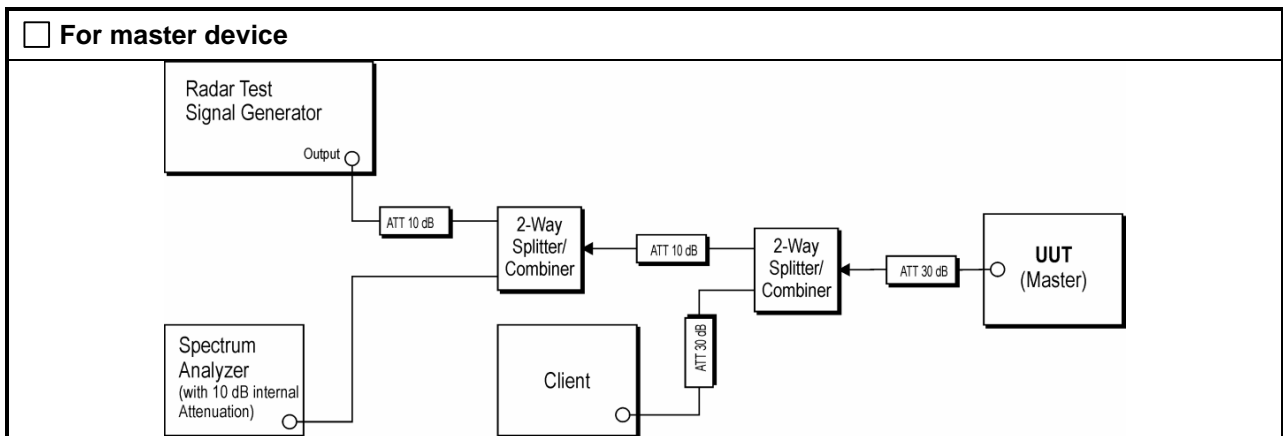 ☐ For master device
Radar Test
Signal Generator
Output
ATT 10 dB
2-Way
Splitter/
Combiner
ATT 10 dB
2-Way
Splitter/
Combiner
ATT 30 dB
UUT
(Master)
Spectrum
Analyzer
(with 10 dB internal
Attenuation)
Client
ATT 30 dB